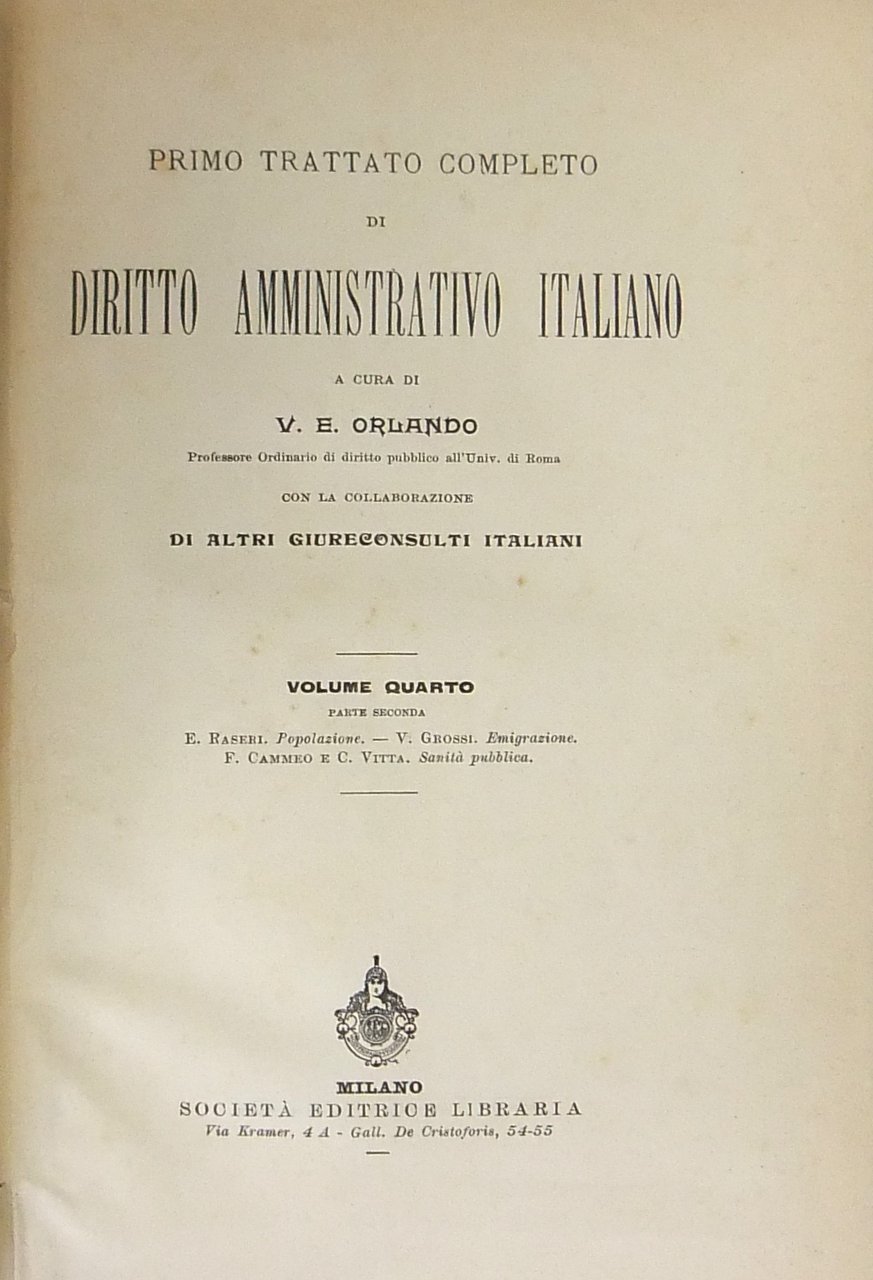 PRIMO TRATTATO COMPLETO
DI
DIRITTO AMMINISTRATIVO ITALIANO
A CURA DI
V. E. ORLANDO
Professore Ordinario di diritto pubblico all'Univ. di Roma
CON LA COLLABORAZIONE
DI ALTRI GIURECONSULTI ITALIANI
VOLUME QUARTO
PARTE SECONDA
E. RASERI. Popolazione. — V. GROSSI. Emigrazione.
F. CAMMEO E C. VITTA. Sanità pubblica.
MILANO
SOCIETÀ EDITRICE LIBRARIA
Via Kramer, 4 A - Gall. De Cristoforis, 54-55